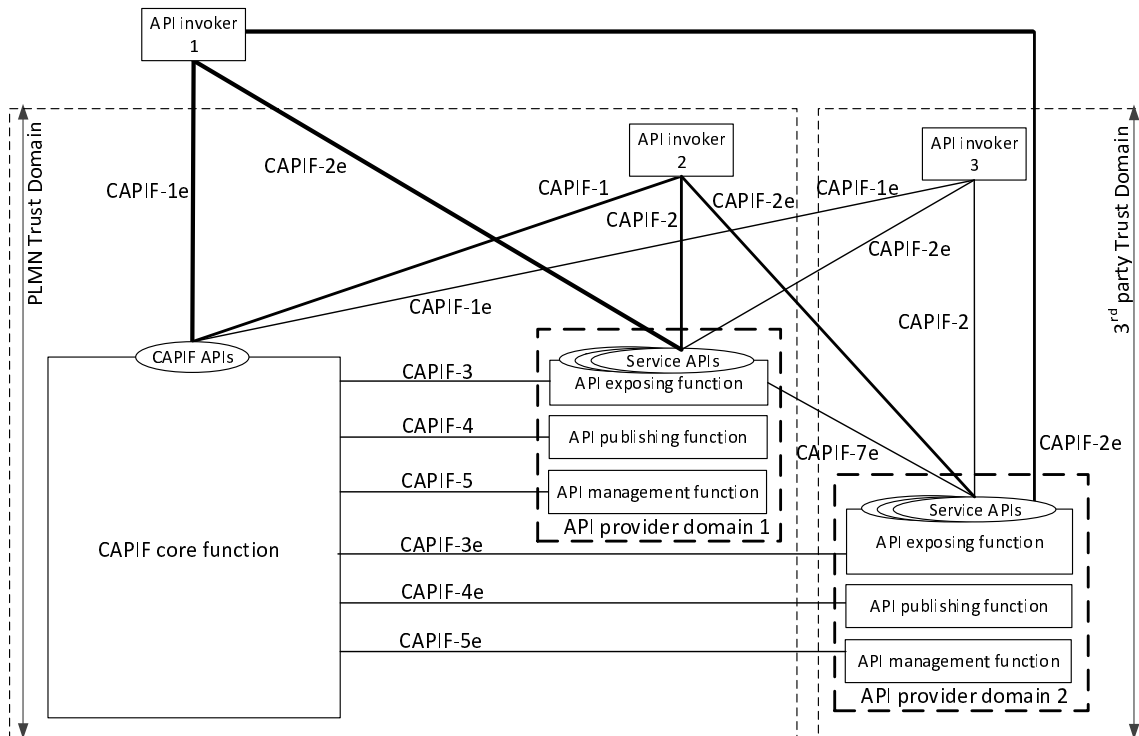 API invoker
1
PLMN Trust Domain
3rd party Trust Domain
API invoker
2
API invoker
3
CAPIF-1e
CAPIF-2e
CAPIF-1
CAPIF-2
CAPIF-2e
CAPIF-1e
CAPIF-2e
CAPIF-1e
CAPIF-2
CAPIF APIs
Service APIs
API exposing function
CAPIF-3
CAPIF-4
API publishing function
CAPIF-7e
CAPIF-2e
CAPIF-5
API management function
API provider domain 1
Service APIs
API exposing function
CAPIF core function
CAPIF-3e
CAPIF-4e
API publishing function
CAPIF-5e
API management function
API provider domain 2